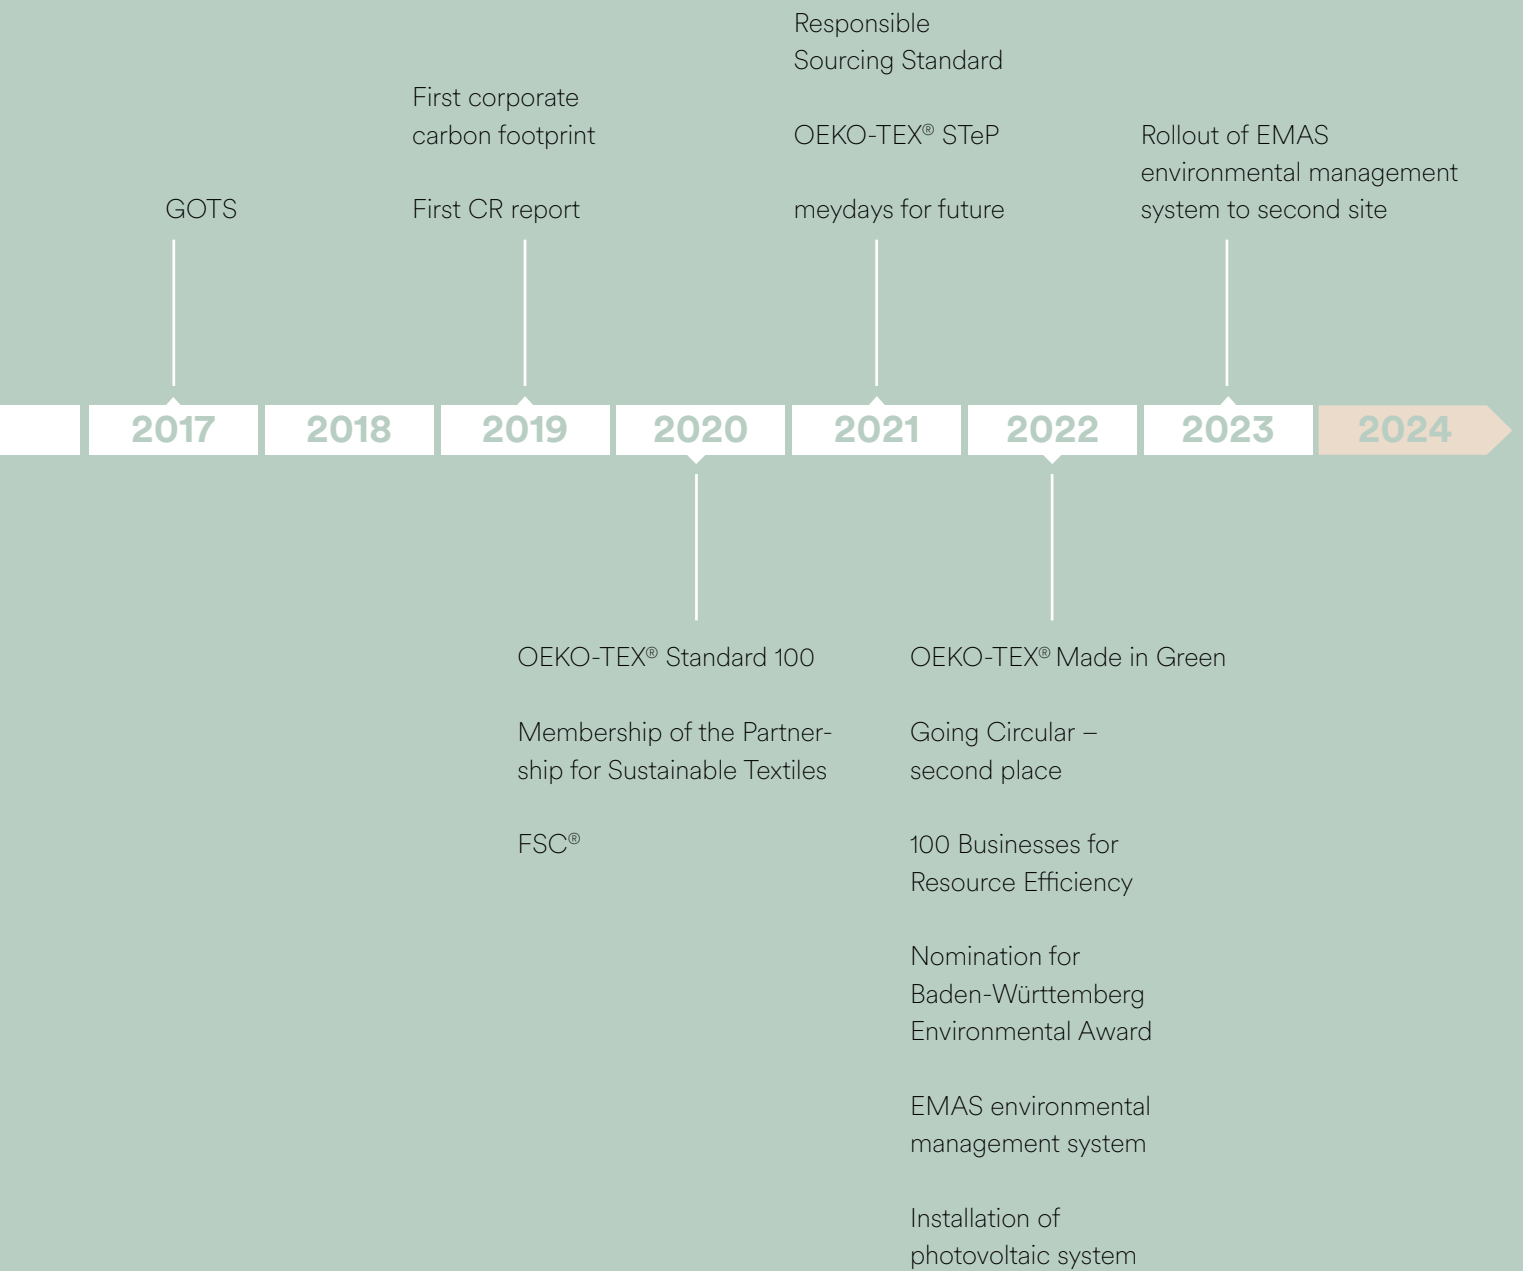 GOTS
First corporate
carbon footprint
First CR report
Responsible
Sourcing Standard
OEKO-TEX® STeP
meydays for future
Rollout of EMAS
environmental management
system to second site
2017
2018
2019
2020
2021
2022
2023
2024
OEKO-TEX® Standard 100
Membership of the Partner-
ship for Sustainable Textiles
FSC®
OEKO-TEX® Made in Green
Going Circular –
second place
100 Businesses for
Resource Efficiency
Nomination for
Baden-Württemberg
Environmental Award
EMAS environmental
management system
Installation of
photovoltaic system